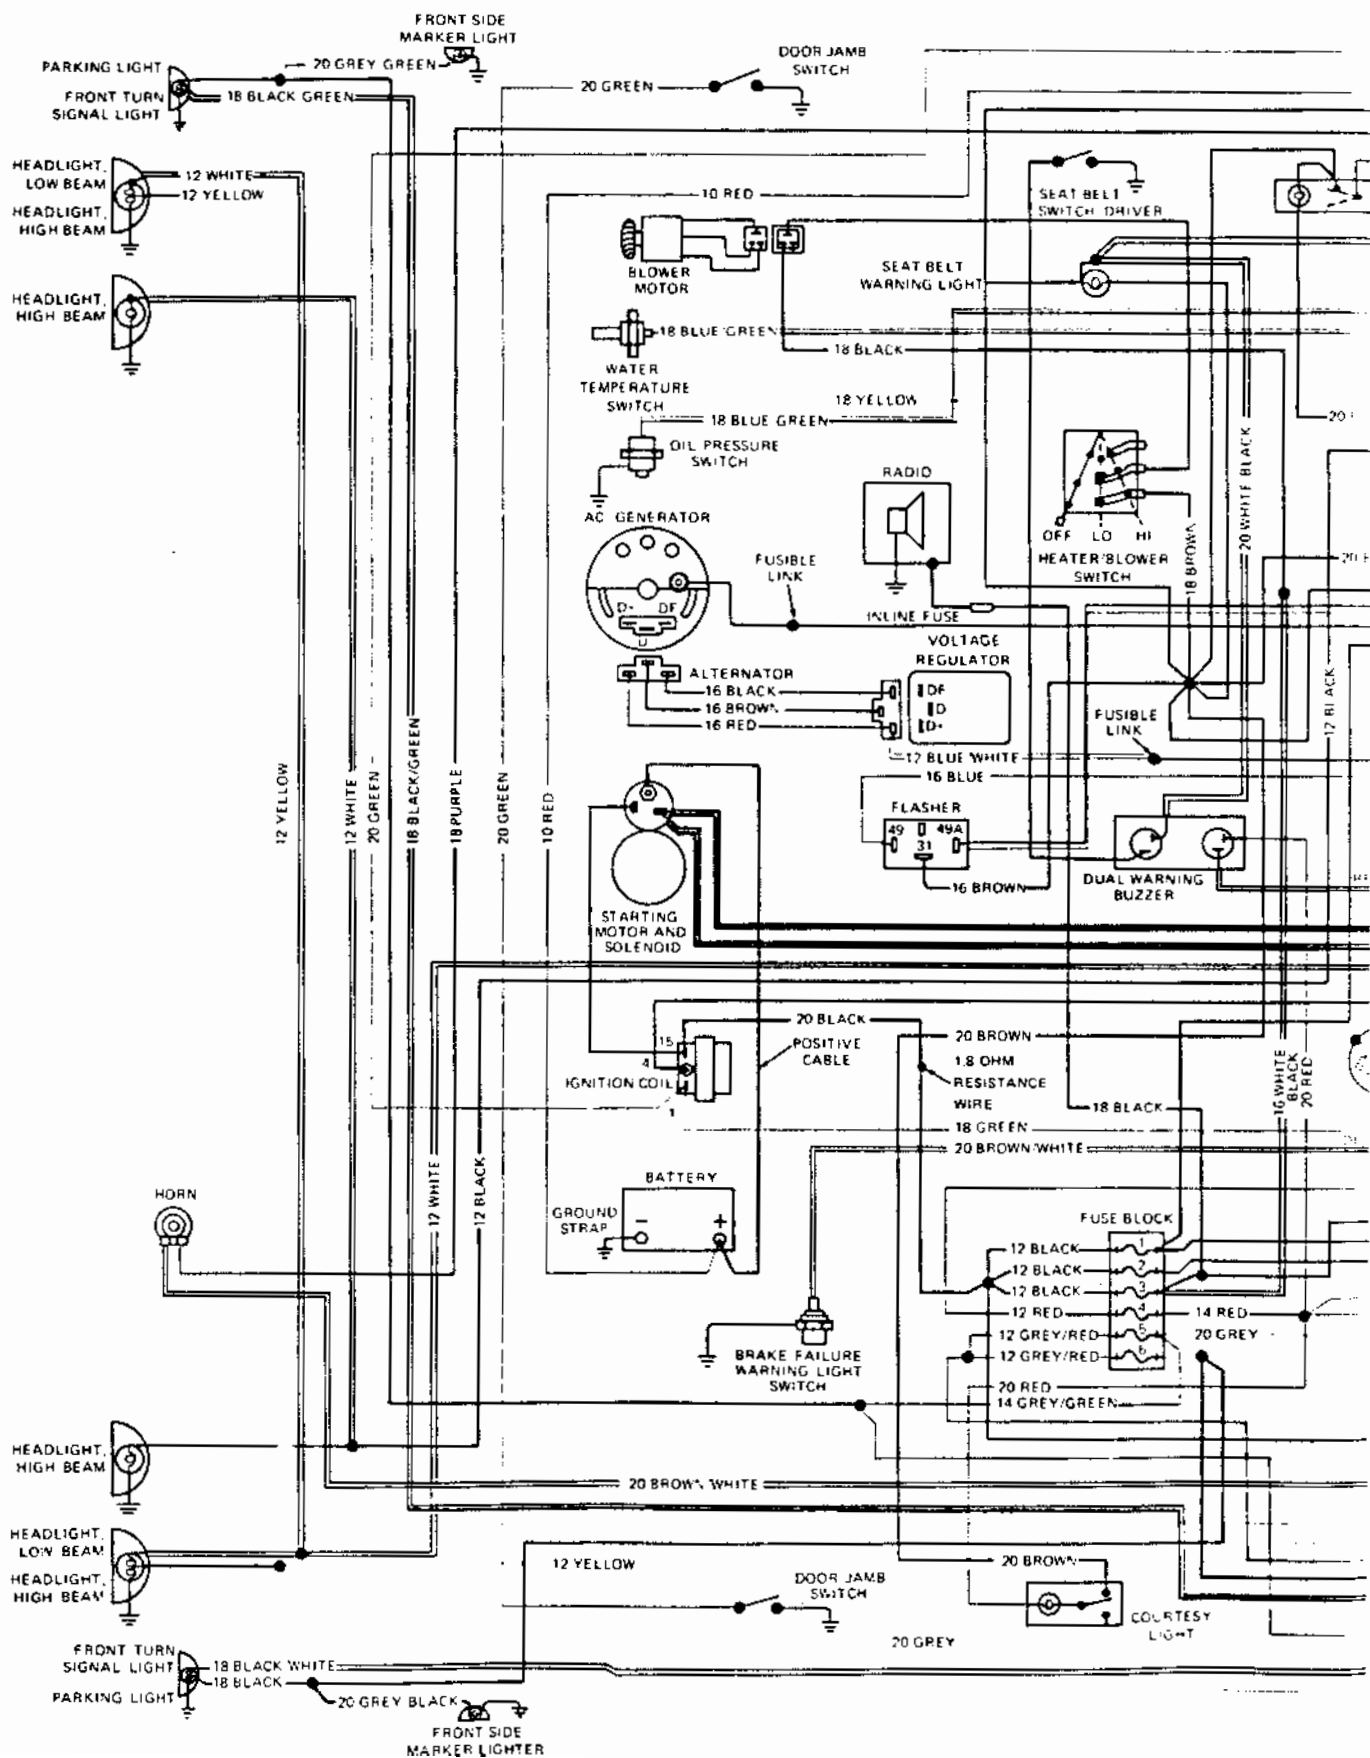 FRONT SIDE
MARKER LIGHT
PARKING LIGHT
20 GREY GREEN
FRONT TURN
SIGNAL LIGHT
18 BLACK GREEN
DOOR JAMB
SWITCH
20 GREEN
HEADLIGHT,
LOW BEAM
12 WHITE
12 YELLOW
HEADLIGHT,
HIGH BEAM
10 RED
SEAT BELT
SWITCH DRIVER
BLOWER
MOTOR
SEAT BELT
WARNING LIGHT
HEADLIGHT,
HIGH BEAM
18 BLUE GREEN
18 BLACK
WATER
TEMPERATURE
SWITCH
18 YELLOW
18 BLUE GREEN
20
OIL PRESSURE
SWITCH
RADIO
20 WHITE BLACK
OFF LO HI
HEATER/BLOWER
SWITCH
18 BROWN
AC GENERATOR
D+ DF
FUSIBLE
LINK
INLINE FUSE
VOLTAGE
REGULATOR
ALTERNATOR
16 BLACK
16 BROWN
16 RED
DF
D
D+
12 BLUE WHITE
16 BLUE
FUSIBLE
LINK
12 BLACK
FLASHER
49 49A
31
16 BROWN
DUAL WARNING
BUZZER
12 YELLOW
12 WHITE
20 GREEN
18 BLACK/GREEN
18 PURPLE
20 GREEN
10 RED
STARTING
MOTOR AND
SOLENOID
20 BLACK
15
4
IGNITION COIL
1
POSITIVE
CABLE
20 BROWN
1.8 OHM
RESISTANCE
WIRE
18 BLACK
18 GREEN
20 BROWN/WHITE
16 WHITE
BLACK
20 RED
12 WHITE
12 BLACK
HORN
BATTERY
GROUND
STRAP
- +
FUSE BLOCK
12 BLACK 1
12 BLACK 2
12 BLACK 3
12 RED 4 14 RED
12 GREY/RED 5 20 GREY
12 GREY/RED 6
20 RED
14 GREY/GREEN
BRAKE FAILURE
WARNING LIGHT
SWITCH
HEADLIGHT,
HIGH BEAM
20 BROWN WHITE
HEADLIGHT,
LOW BEAM
HEADLIGHT,
HIGH BEAM
12 YELLOW
20 BROWN
DOOR JAMB
SWITCH
COURTESY
LIGHT
20 GREY
FRONT TURN
SIGNAL LIGHT
18 BLACK WHITE
18 BLACK
PARKING LIGHT
20 GREY BLACK
FRONT SIDE
MARKER LIGHTER